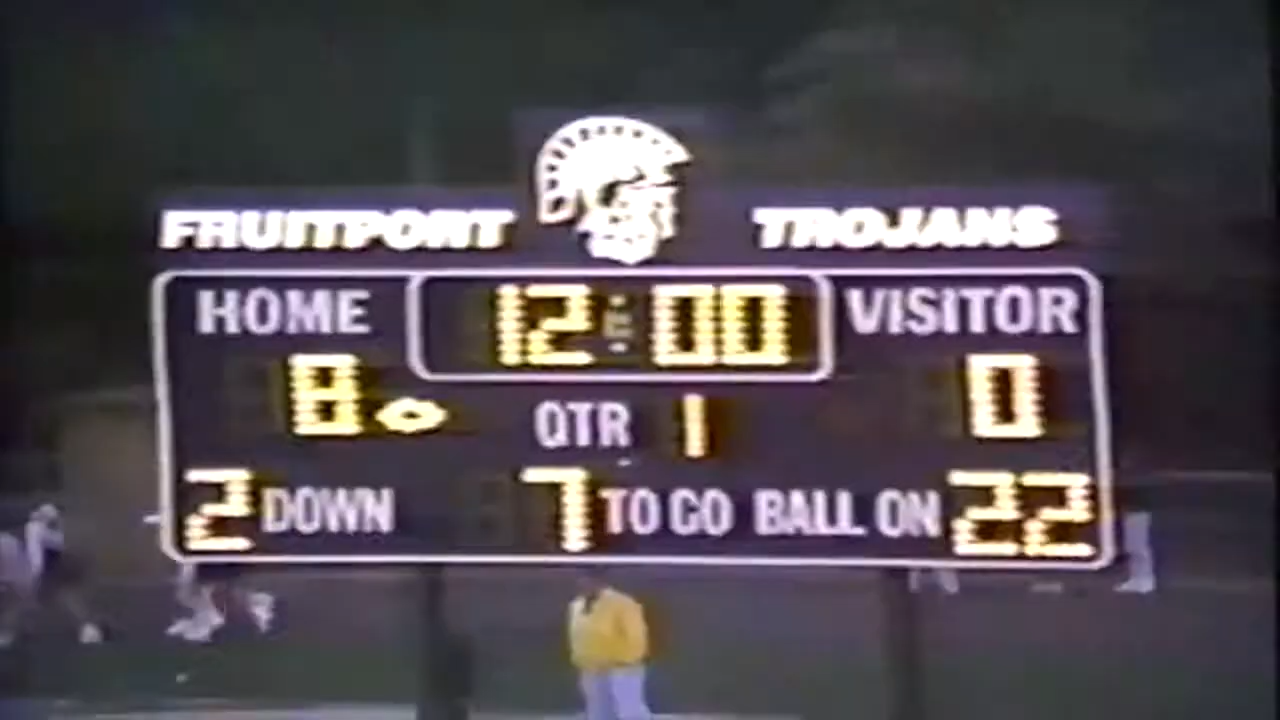 FRUITPORT TROJANS
HOME 12:00 VISITOR
8 QTR 1 0
2 DOWN 7 TO GO BALL ON 22